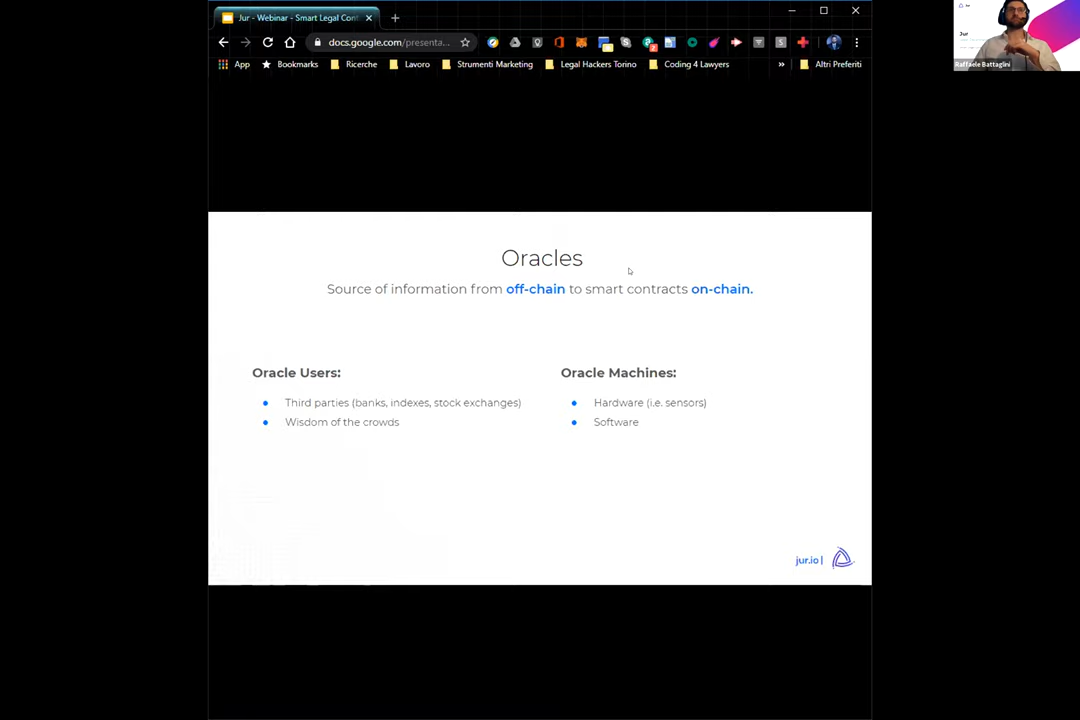 Jur - Webinar - Smart Legal Cont
docs.google.com/presenta...
App
Bookmarks
Ricerche
Lavoro
Strumenti Marketing
Legal Hackers Torino
Coding 4 Lawyers
»
Altri Preferiti
Jur
Raffaele Battaglini
Oracles
Source of information from off-chain to smart contracts on-chain.
Oracle Users:
Third parties (banks, indexes, stock exchanges)
Wisdom of the crowds
Oracle Machines:
Hardware (i.e. sensors)
Software
jur.io |